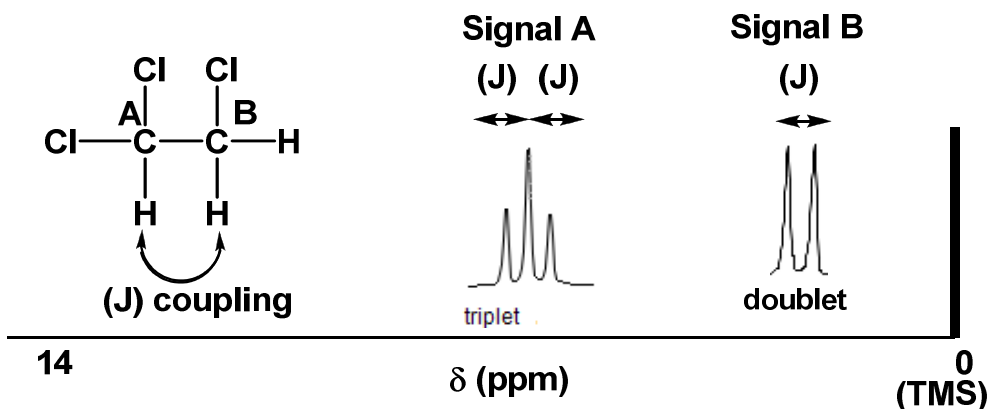 Signal A
Signal B
(J) (J)
(J)
Cl Cl
A B
Cl C C H
H H
(J) coupling
triplet
doublet
14
δ (ppm)
0
(TMS)